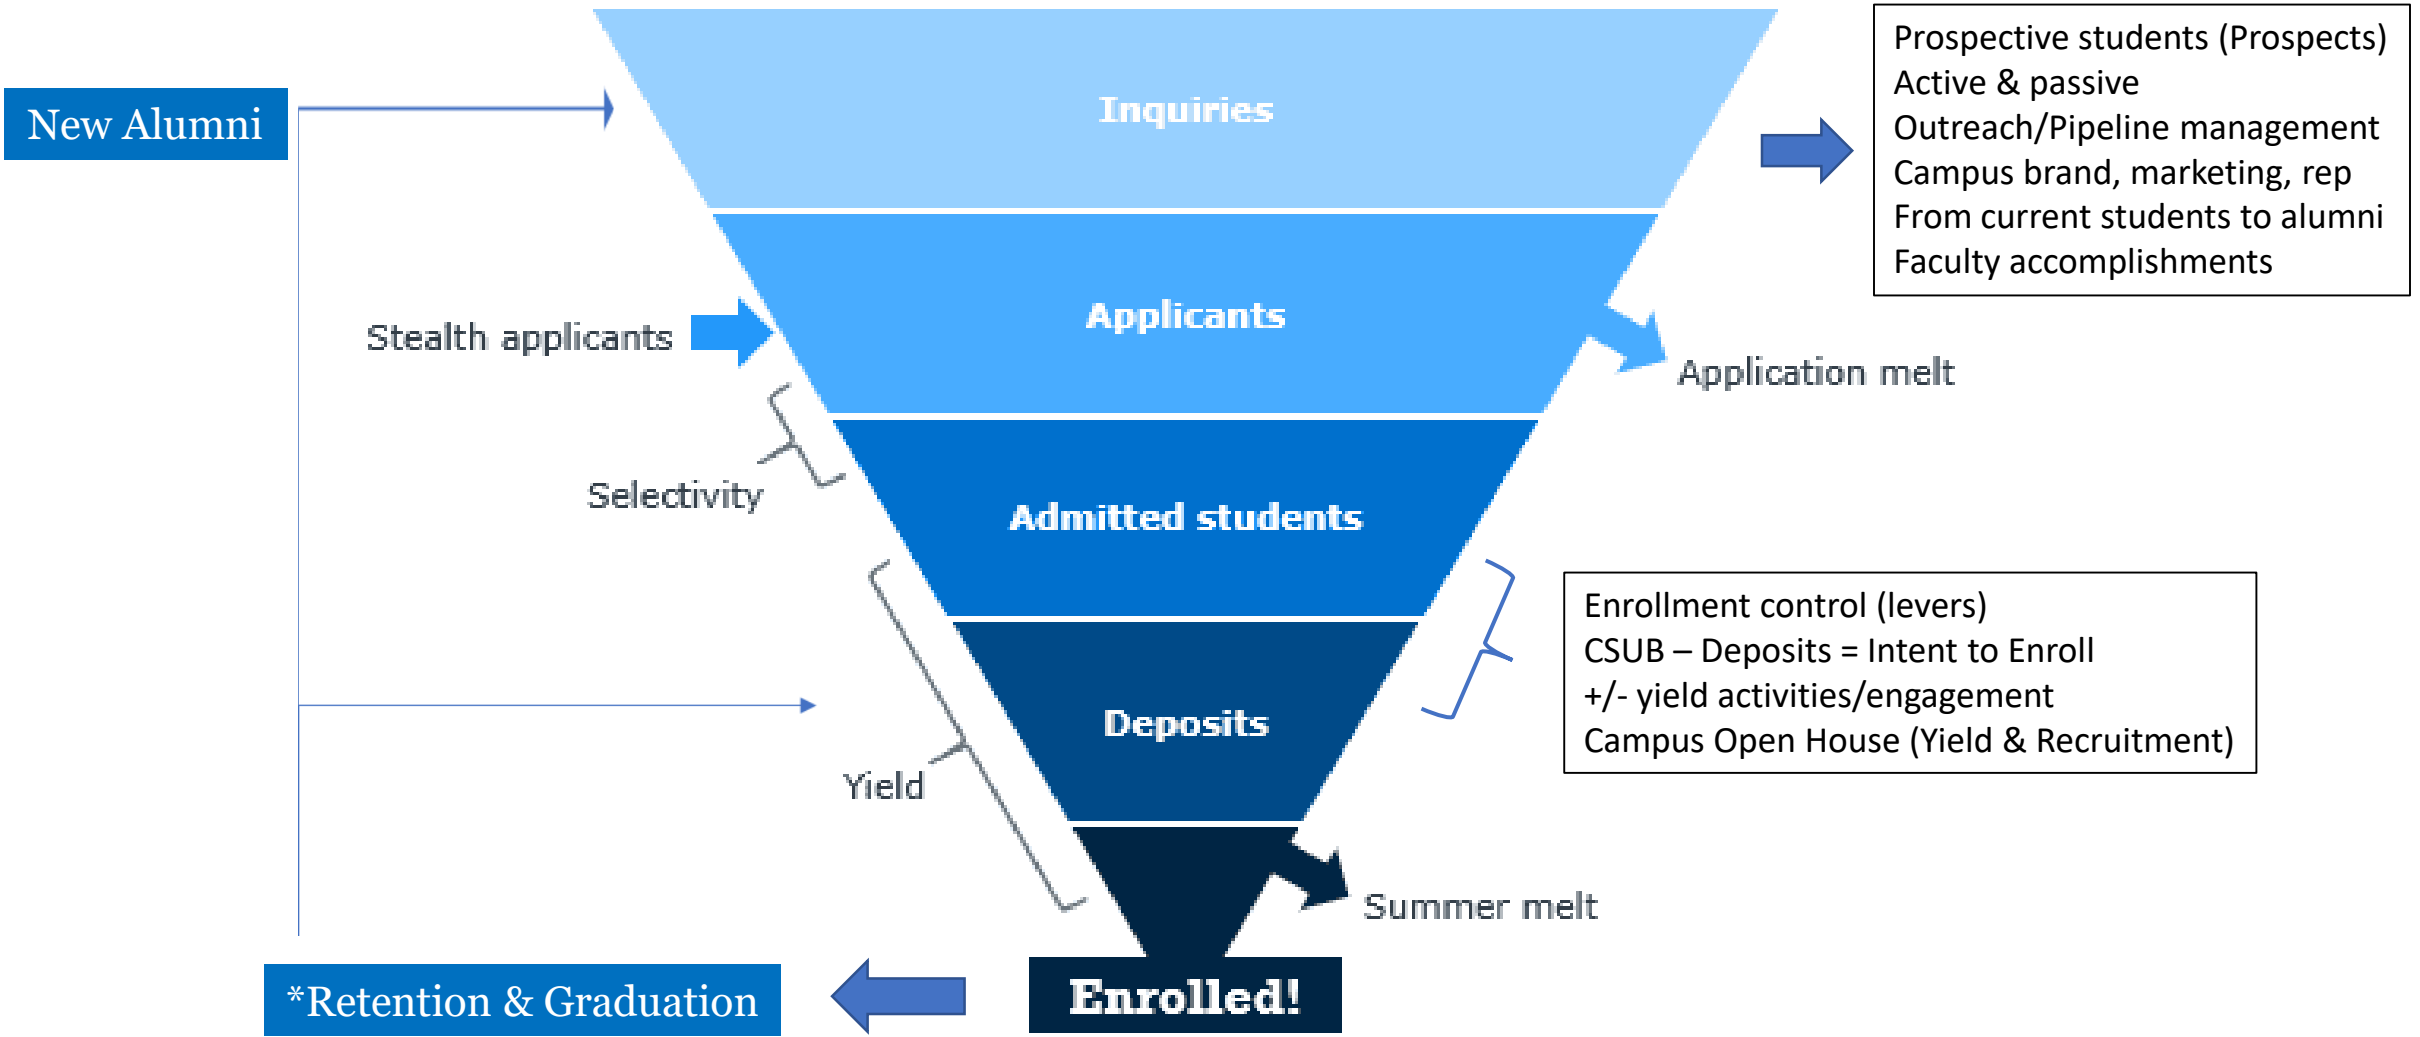 Prospective students (Prospects)
Active & passive
Outreach/Pipeline management
Campus brand, marketing, rep
From current students to alumni
Faculty accomplishments
New Alumni
Inquiries
Applicants
Stealth applicants
Application melt
Selectivity
Admitted students
Enrollment control (levers)
CSUB – Deposits = Intent to Enroll
+/- yield activities/engagement
Campus Open House (Yield & Recruitment)
Deposits
Yield
Summer melt
*Retention & Graduation
Enrolled!